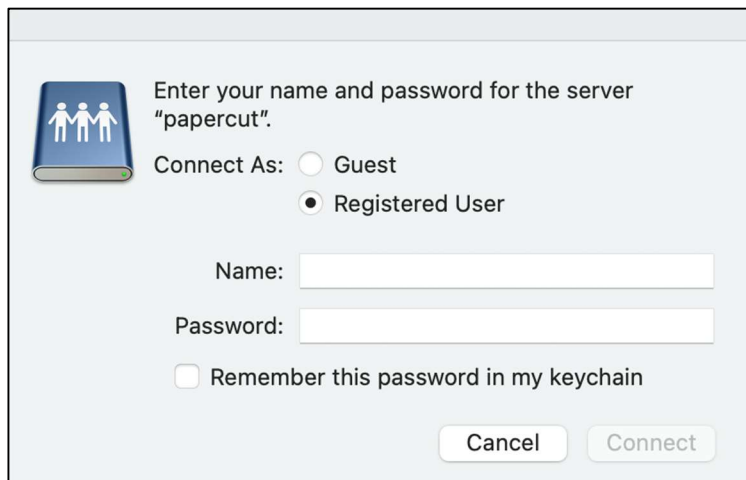 Enter your name and password for the server
“papercut”.
Connect As: Guest
Registered User
Name:
Password:
Remember this password in my keychain
Cancel Connect